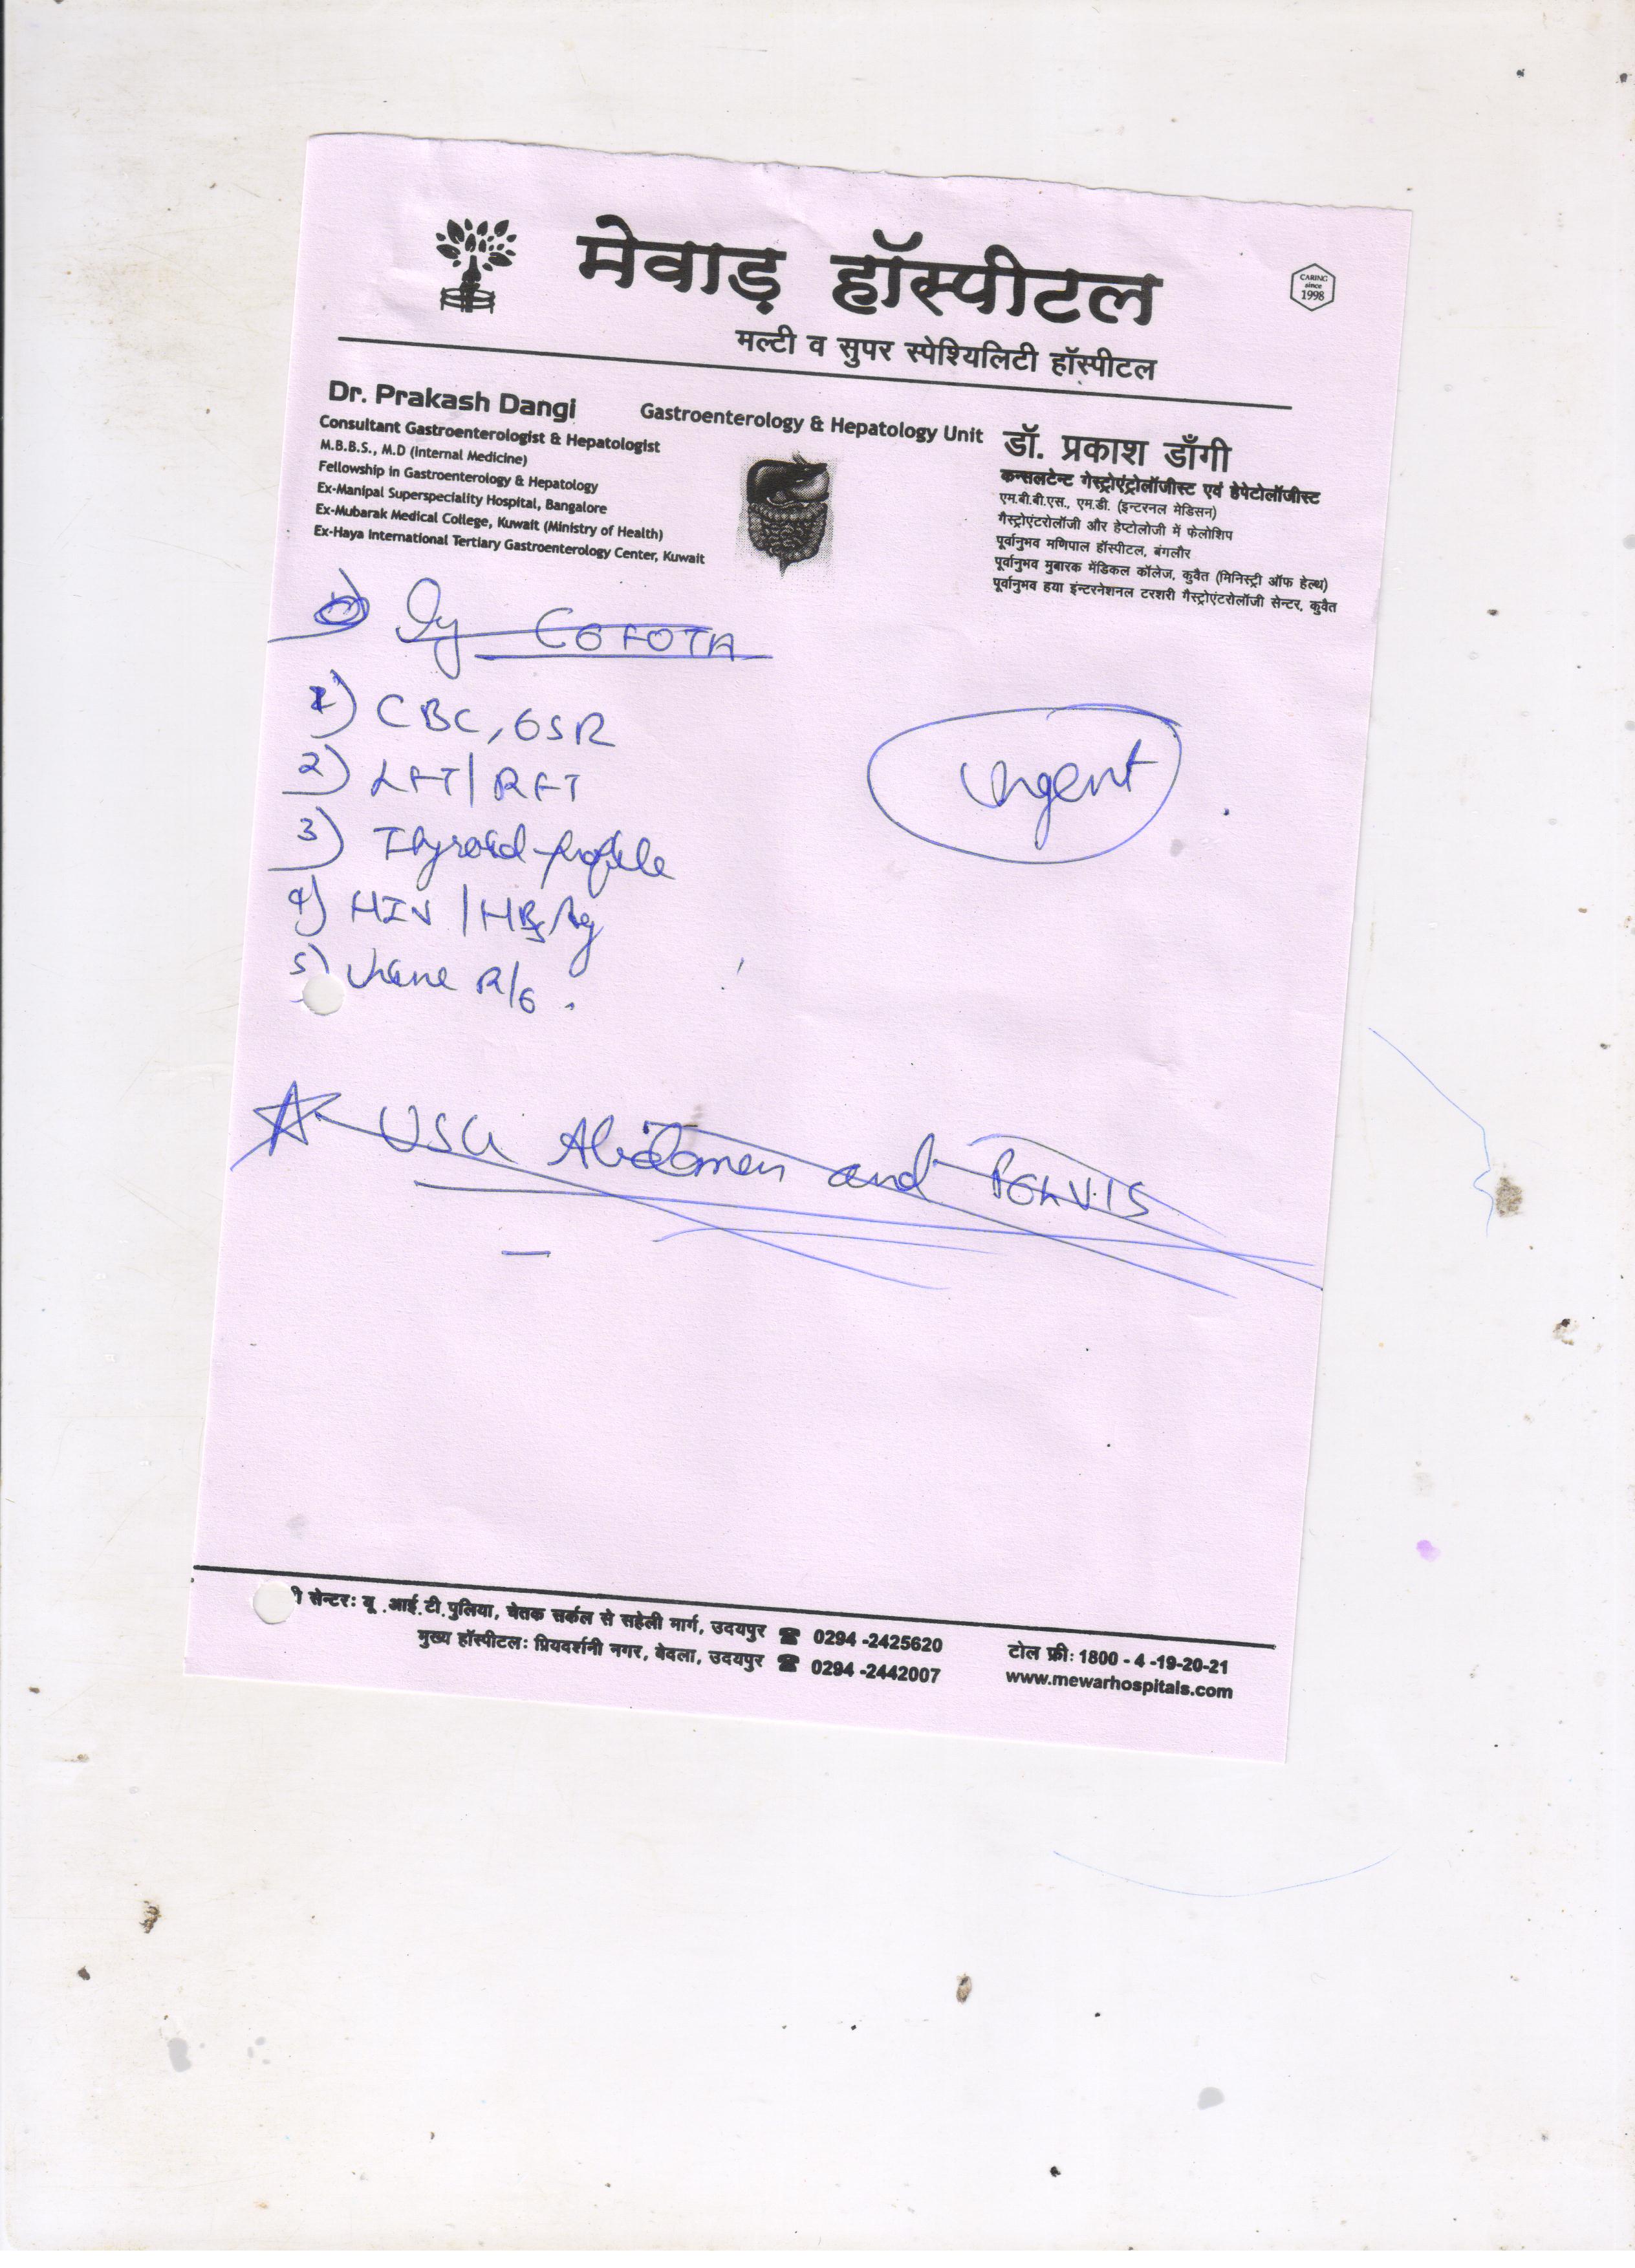 मेवाड़ हॉस्पीटल
CARING
since
1998
मल्टी व सुपर स्पेश्यिलिटी हॉस्पीटल
Dr. Prakash Dangi
Consultant Gastroenterologist & Hepatologist
M.B.B.S., M.D (Internal Medicine)
Fellowship in Gastroenterology & Hepatology
Ex-Manipal Superspeciality Hospital, Bangalore
Ex-Mubarak Medical College, Kuwait (Ministry of Health)
Ex-Haya International Tertiary Gastroenterology Center, Kuwait
Gastroenterology & Hepatology Unit
डॉ. प्रकाश डाँगी
कन्सलटेन्ट गेस्ट्रोएंट्रोलॉजीस्ट एवं हेपेटोलॉजीस्ट
एम.बी.बी.एस., एम.डी. (इन्टरनल मेडिसन)
गैस्ट्रोएंटरोलॉजी और हेप्टोलोजी में फेलोशिप
पूर्वानुभव मणिपाल हॉस्पीटल, बंगलौर
पूर्वानुभव मुबारक मेंडिकल कॉलेज, कुवैत (मिनिस्ट्री ऑफ हेल्थ)
पूर्वानुभव हया इंन्टरनेशनल टरशरी गैस्ट्रोएंटरोलॉजी सेन्टर, कुवैत
1) CBC, ESR
2) LFT/RFT
3) Thyroid profile
4) HIV / HBsAg
5) Urine R/E.
Urgent
USG Abdomen and PELVIS
ी सेन्टर: यू .आई.टी.पुलिया, चेतक सर्कल से सहेली मार्ग, उदयपुर ☎ 0294 -2425620
मुख्य हॉस्पीटल: प्रियदर्शनी नगर, बेदला, उदयपुर ☎ 0294 -2442007
टोल फ्री: 1800 - 4 -19-20-21
www.mewarhospitals.com